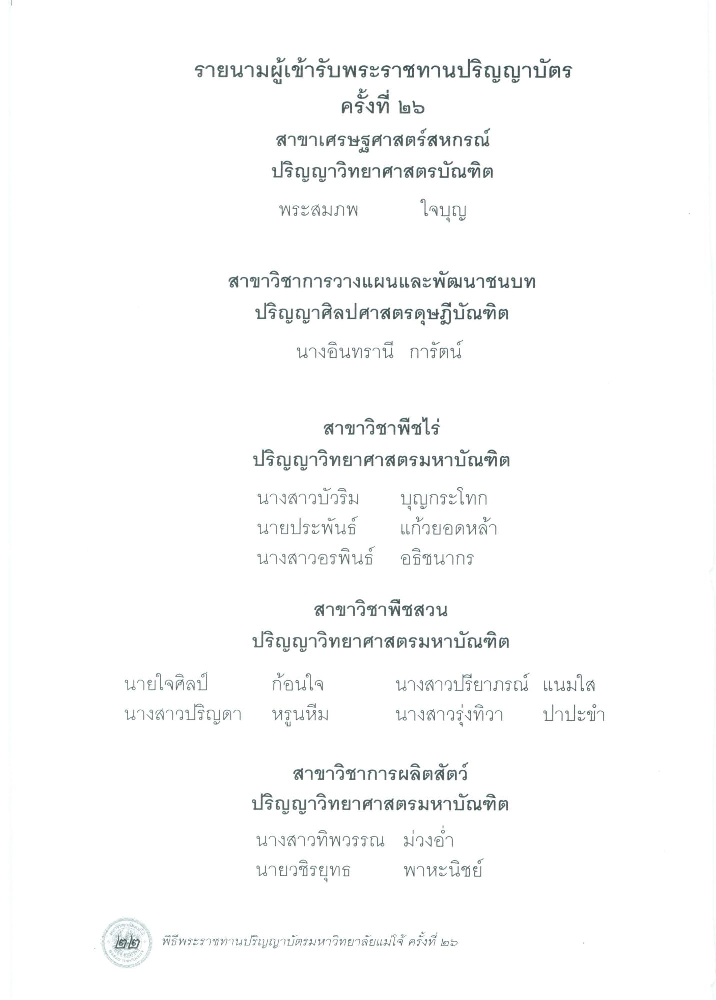 รายนามผู้เข้ารับพระราชทานปริญญาบัตร
ครั้งที่ ๒๖
สาขาเศรษฐศาสตร์สหกรณ์
ปริญญาวิทยาศาสตรบัณฑิต
พระสมภพ ใจบุญ
สาขาวิชาการวางแผนและพัฒนาชนบท
ปริญญาศิลปศาสตรดุษฎีบัณฑิต
นางอินทรานี การัตน์
สาขาวิชาพืชไร่
ปริญญาวิทยาศาสตรมหาบัณฑิต
นางสาวบัวริม บุญกระโทก
นายประพันธ์ แก้วยอดหล้า
นางสาวอรพินธ์ อธิชนากร
สาขาวิชาพืชสวน
ปริญญาวิทยาศาสตรมหาบัณฑิต
นายใจศิลป์ ก้อนใจ นางสาวปรียาภรณ์ แนมใส
นางสาวปริญดา หรูนหีม นางสาวรุ่งทิวา ปาปะขำ
สาขาวิชาการผลิตสัตว์
ปริญญาวิทยาศาสตรมหาบัณฑิต
นางสาวทิพวรรณ ม่วงอ่ำ
นายวชิรยุทธ พาหะนิชย์
๒๒ พิธีพระราชทานปริญญาบัตรมหาวิทยาลัยแม่โจ้ ครั้งที่ ๒๖